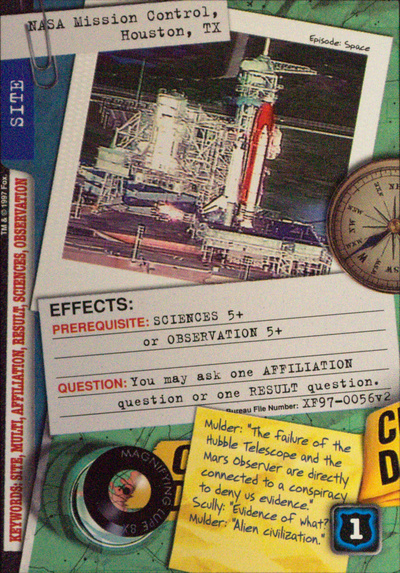 NASA Mission Control,
Houston, TX
Episode: Space
SITE
TM & © 1997 Fox.
KEYWORDS: SITE, MULTI, AFFILIATION, RESULT, SCIENCES, OBSERVATION
EFFECTS:
PREREQUISITE: SCIENCES 5+
or OBSERVATION 5+
QUESTION: You may ask one AFFILIATION
question or one RESULT question.
Bureau File Number: XF97-0056v2
MAGNIFYING (UPE 8X)
Mulder: "The failure of the
Hubble Telescope and the
Mars Observer are directly
connected to a conspiracy
to deny us evidence."
Scully: "Evidence of what?"
Mulder: "Alien civilization."
1